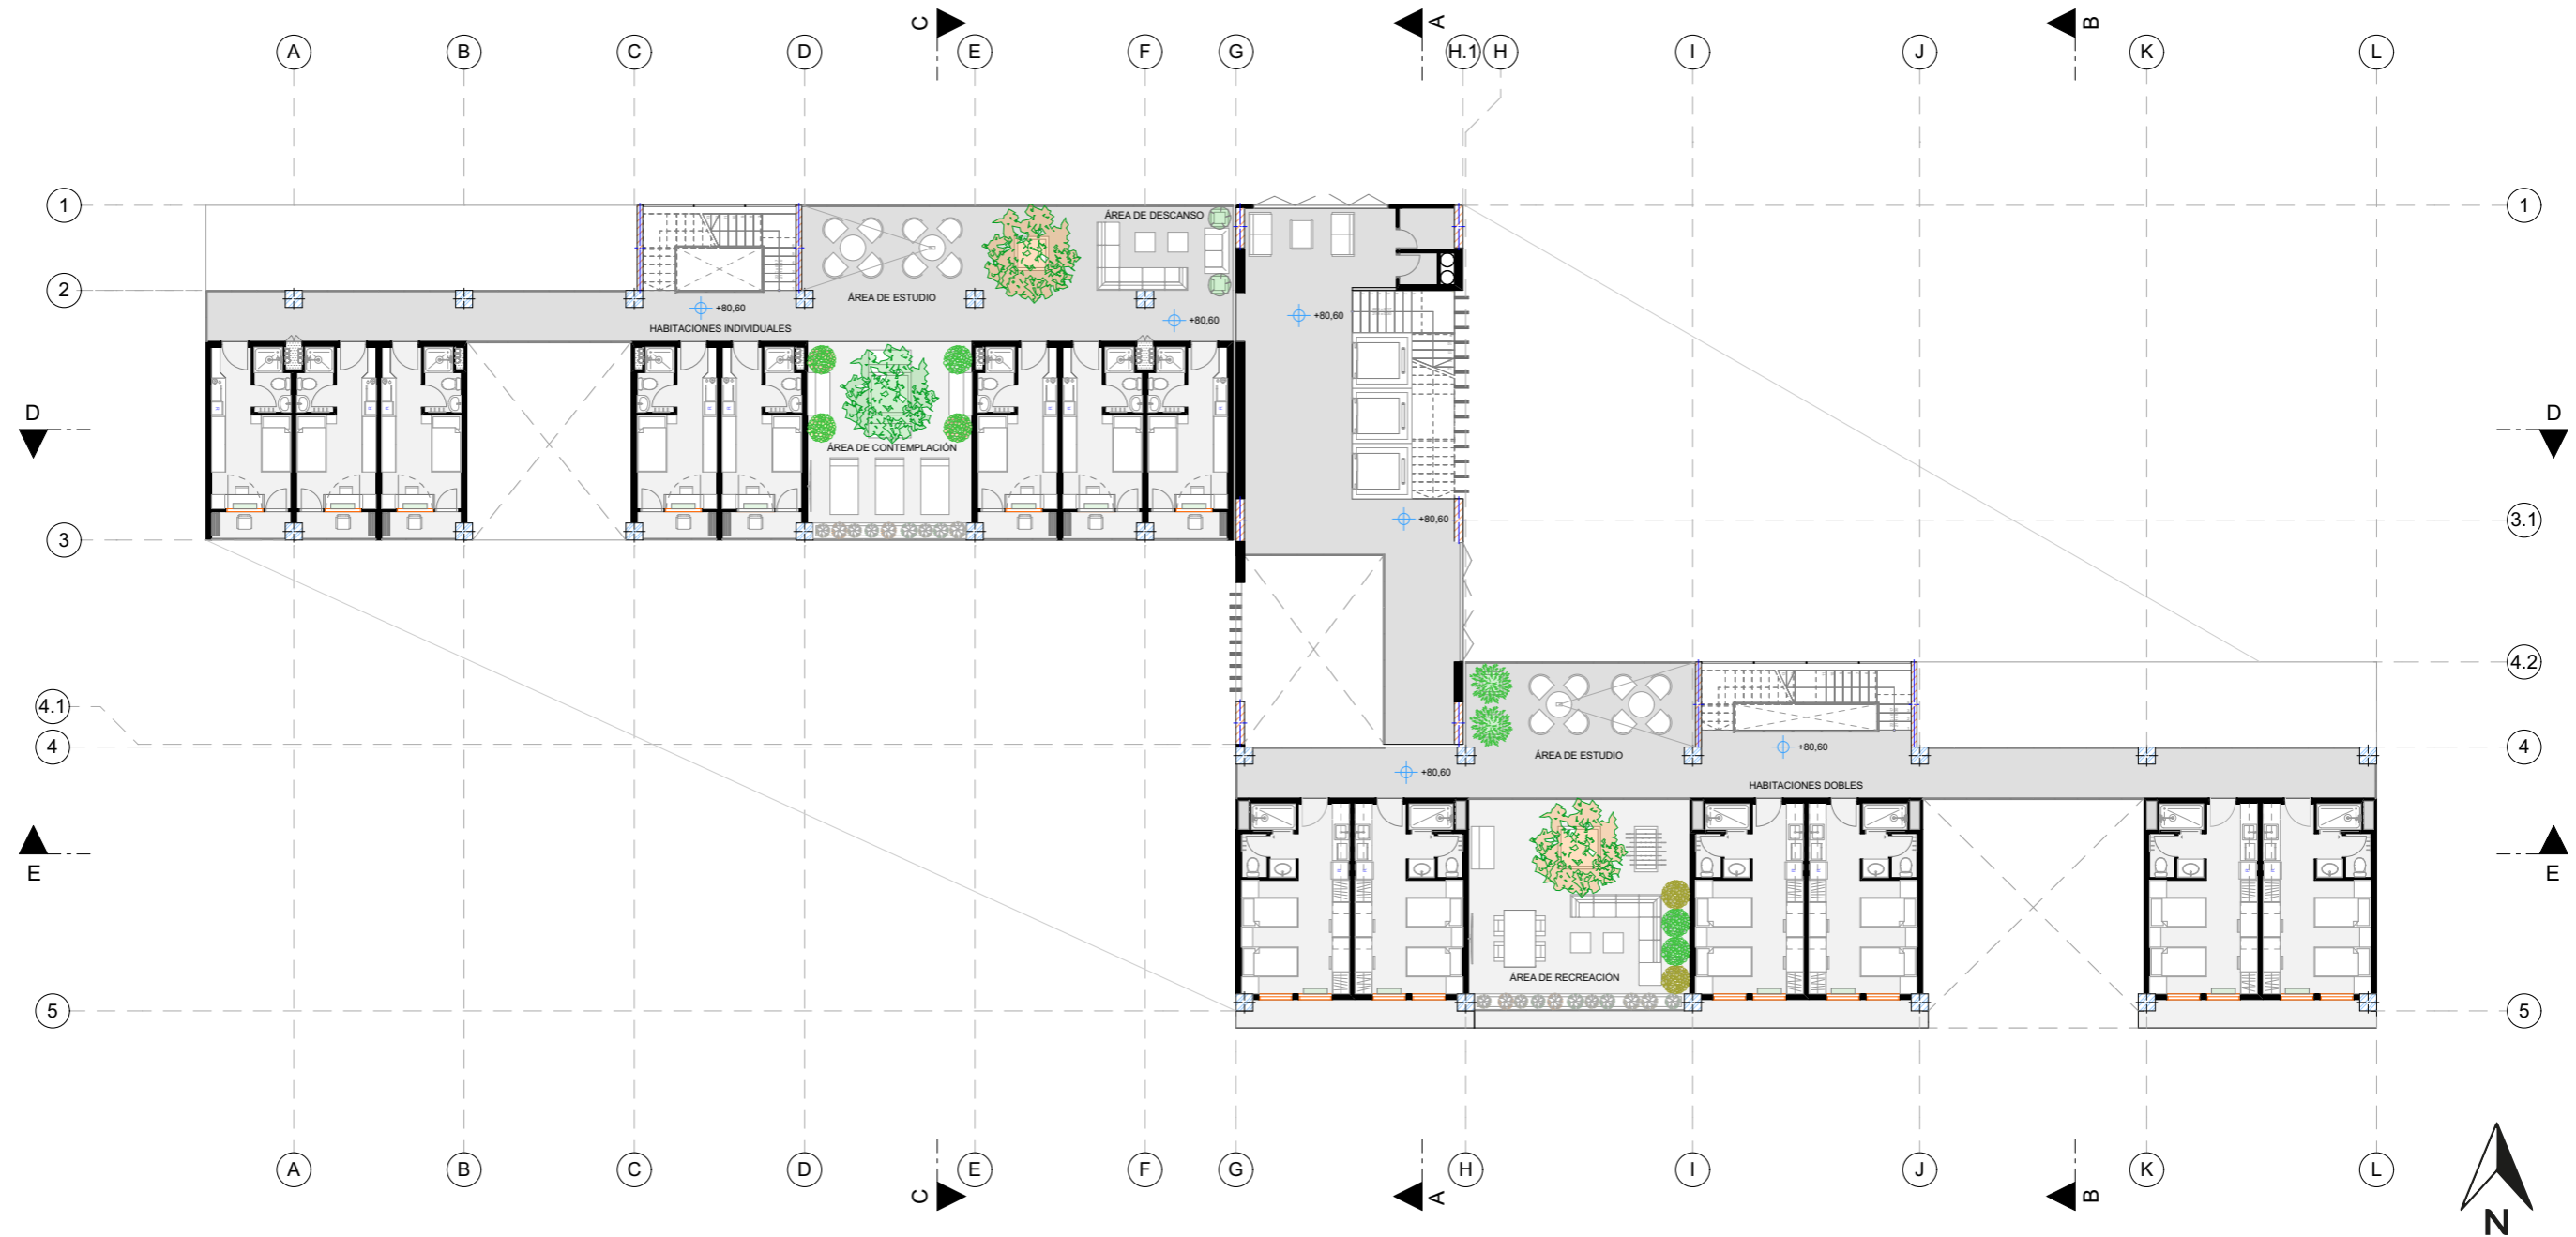 C
A
B
A
B
C
D
E
F
G
H.1
H
I
J
K
L
1
1
ÁREA DE DESCANSO
2
ÁREA DE ESTUDIO
+80,60
+80,60
+80,60
HABITACIONES INDIVIDUALES
D
D
ÁREA DE CONTEMPLACIÓN
+80,60
3
3.1
4.2
4.1
4
4
+80,60
ÁREA DE ESTUDIO
+80,60
HABITACIONES DOBLES
E
E
ÁREA DE RECREACIÓN
5
5
A
B
C
D
E
F
G
H
I
J
K
L
C
A
B
N